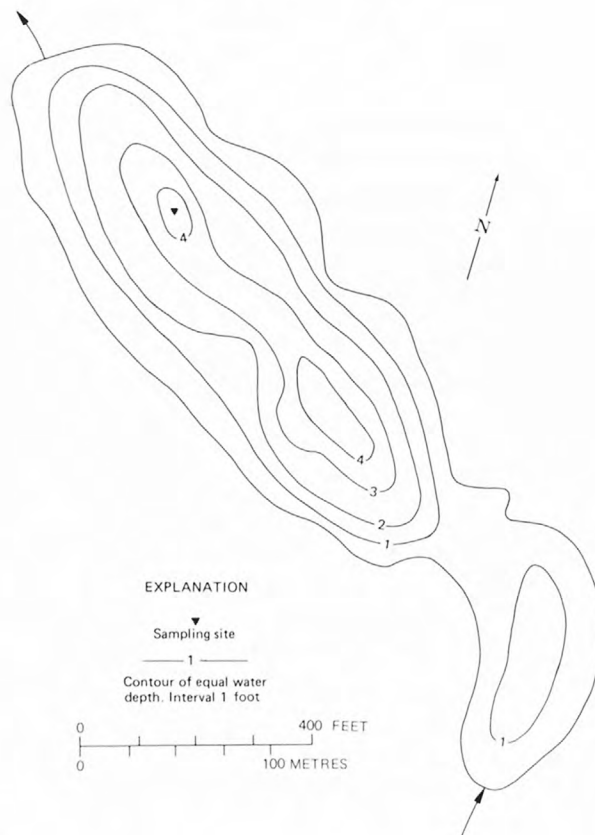 N
4
4
3
2
1
1
EXPLANATION
Sampling site
1
Contour of equal water
depth. Interval 1 foot
0 400 FEET
0 100 METRES